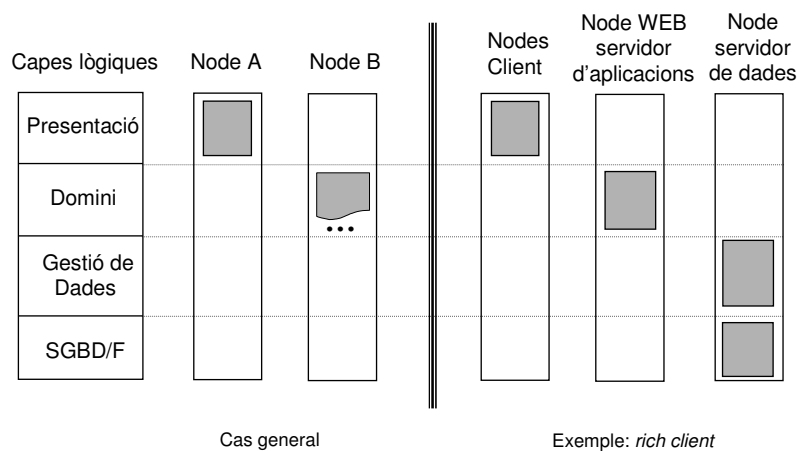 Capes lògiques
Node A
Node B
Nodes
Client
Node WEB
servidor
d'aplicacions
Node
servidor
de dades
Presentació
Domini
Gestió de
Dades
SGBD/F
...
Cas general
Exemple: rich client